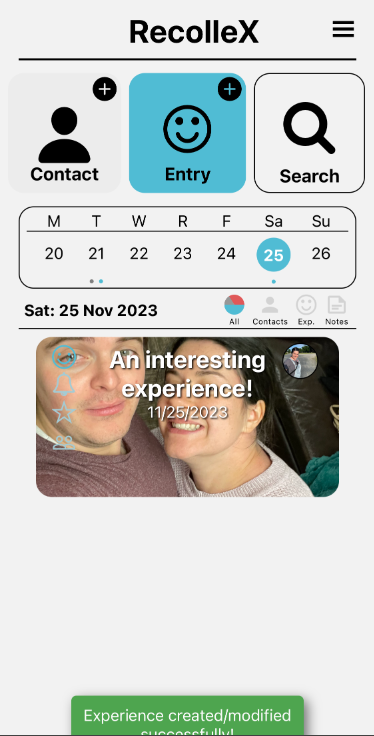 RecolleX
Contact
Entry
Search
M T W R F Sa Su
20 21 22 23 24 25 26
Sat: 25 Nov 2023
All Contacts Exp. Notes
An interesting
experience!
11/25/2023
Experience created/modified
successfully!